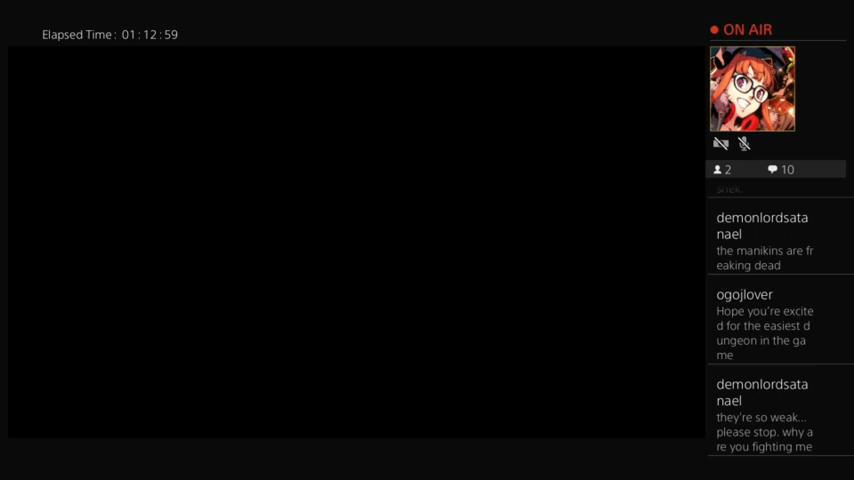 Elapsed Time: 01:12:59
ON AIR
2 10
shek.
demonlordsata
nael
the manikins are fr
eaking dead
ogojlover
Hope you're excite
d for the easiest d
ungeon in the ga
me
demonlordsata
nael
they're so weak...
please stop. why a
re you fighting me